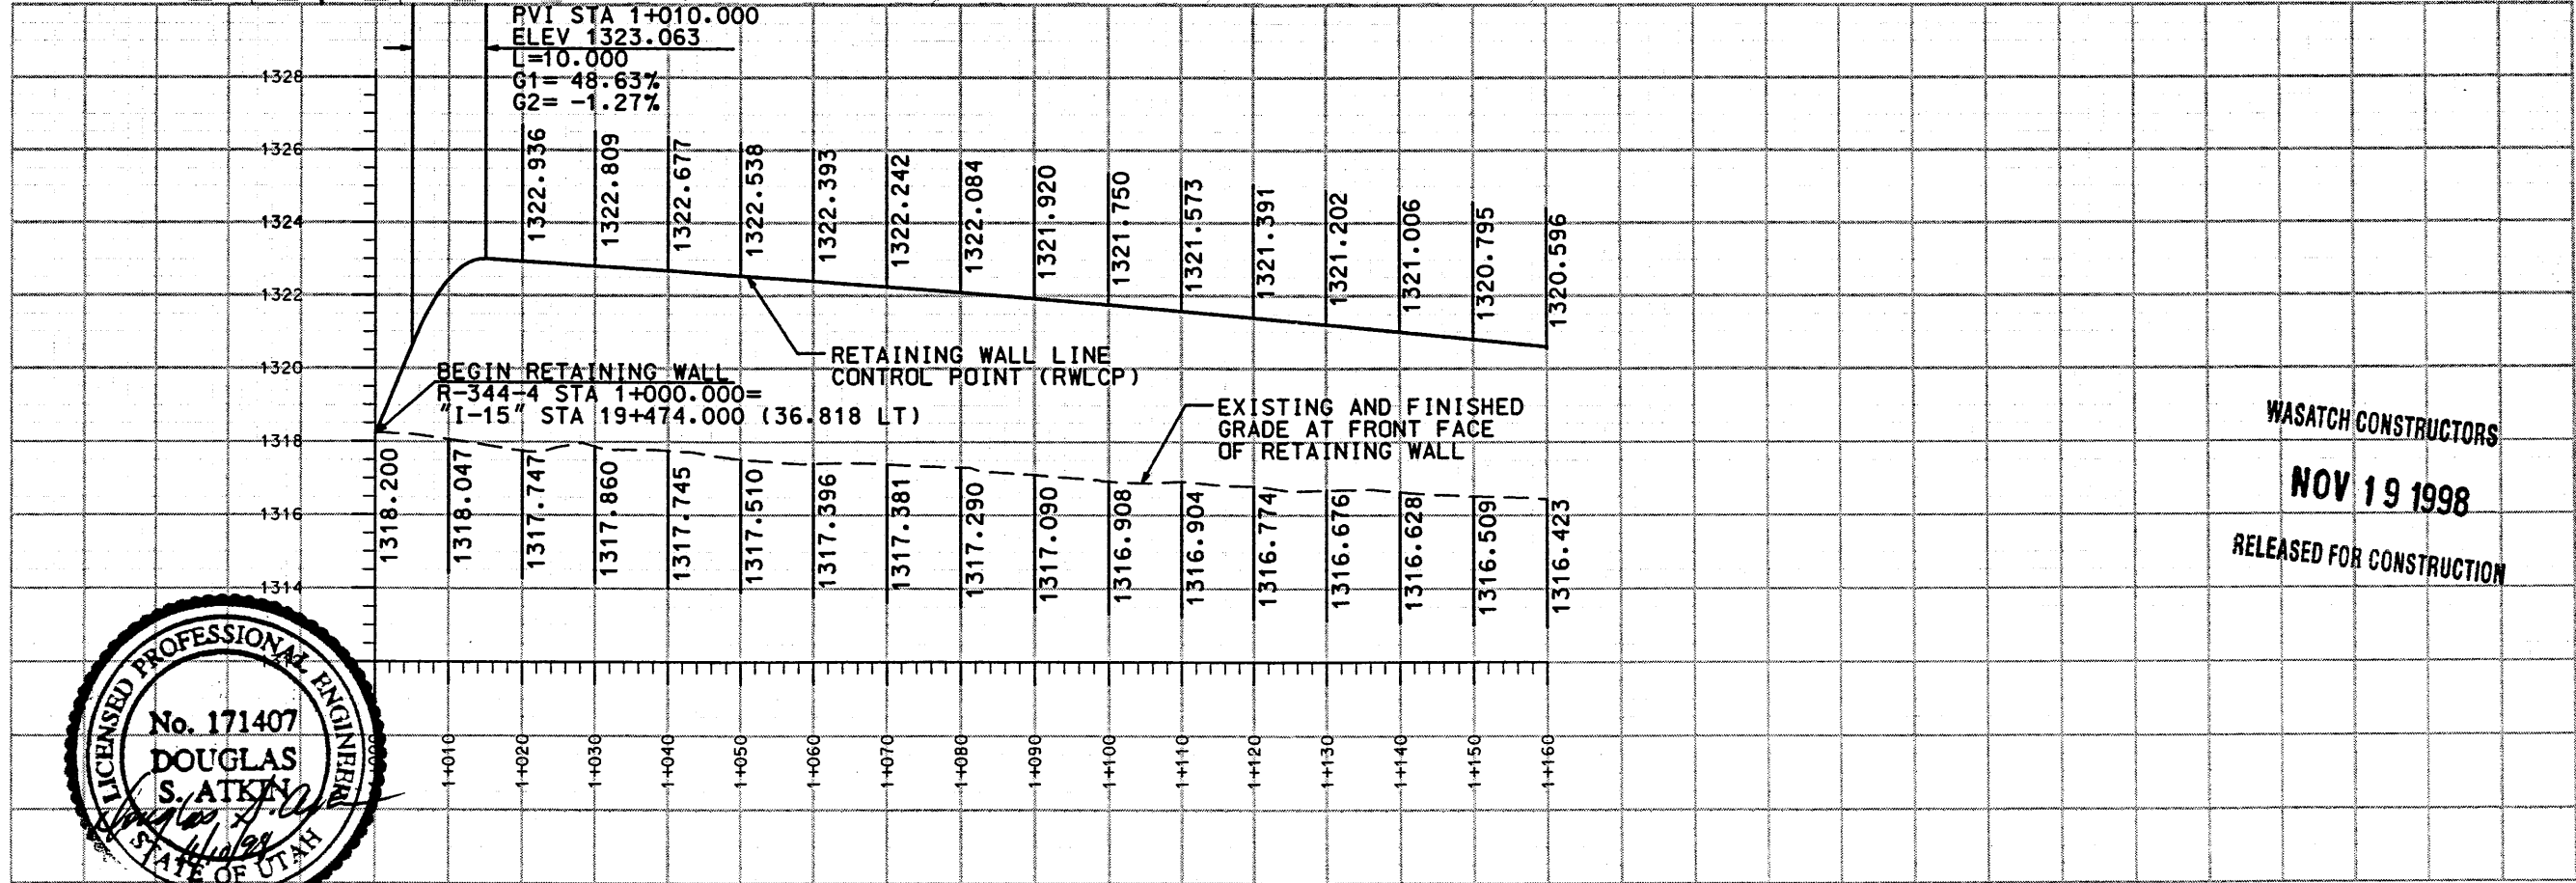 PVI STA 1+010.000
ELEV 1323.063
L=10.000
G1= 48.63%
G2= -1.27%
1328
1326
1324
1322
1320
1318
1316
1314
1322.936
1322.809
1322.677
1322.538
1322.393
1322.242
1322.084
1321.920
1321.750
1321.573
1321.391
1321.202
1321.006
1320.795
1320.596
RETAINING WALL LINE
CONTROL POINT (RWLCP)
BEGIN RETAINING WALL
R-344-4 STA 1+000.000=
"I-15" STA 19+474.000 (36.818 LT)
EXISTING AND FINISHED
GRADE AT FRONT FACE
OF RETAINING WALL
1318.200
1318.047
1317.747
1317.860
1317.745
1317.510
1317.396
1317.381
1317.290
1317.090
1316.908
1316.904
1316.774
1316.676
1316.628
1316.509
1316.423
WASATCH CONSTRUCTORS
NOV 19 1998
RELEASED FOR CONSTRUCTION
LICENSED PROFESSIONAL ENGINEER
No. 171407
DOUGLAS
S. ATKIN
STATE OF UTAH
1+010
1+020
1+030
1+040
1+050
1+060
1+070
1+080
1+090
1+100
1+110
1+120
1+130
1+140
1+150
1+160